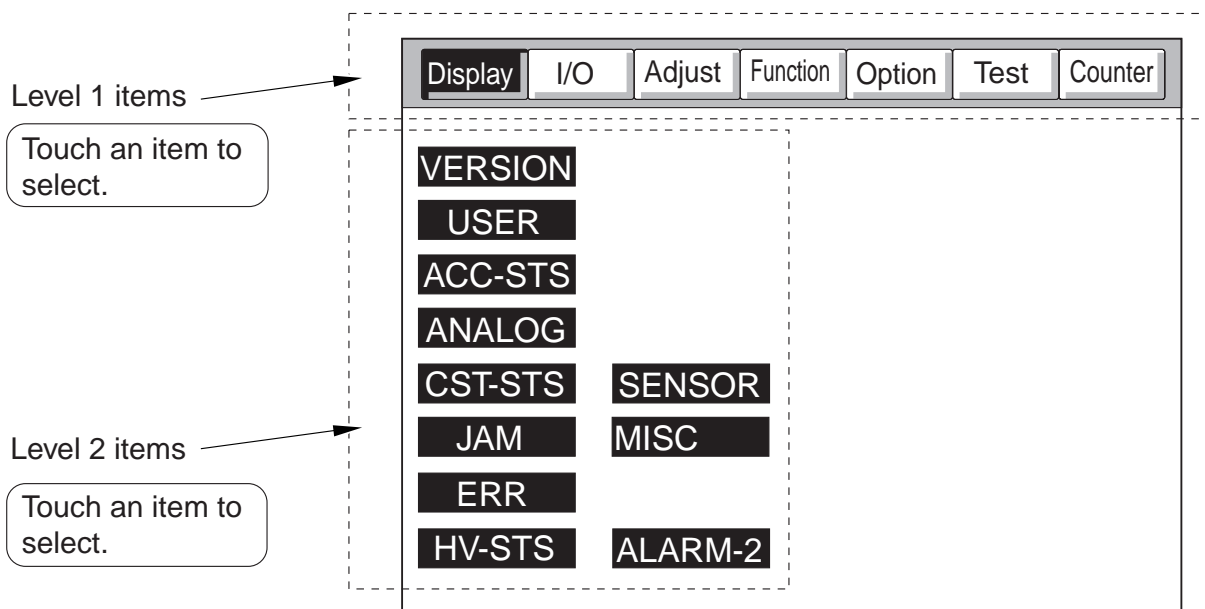 Display I/O Adjust Function Option Test Counter
Level 1 items
Touch an item to
select.
VERSION
USER
ACC-STS
ANALOG
CST-STS SENSOR
JAM MISC
Level 2 items
ERR
Touch an item to
select.
HV-STS ALARM-2